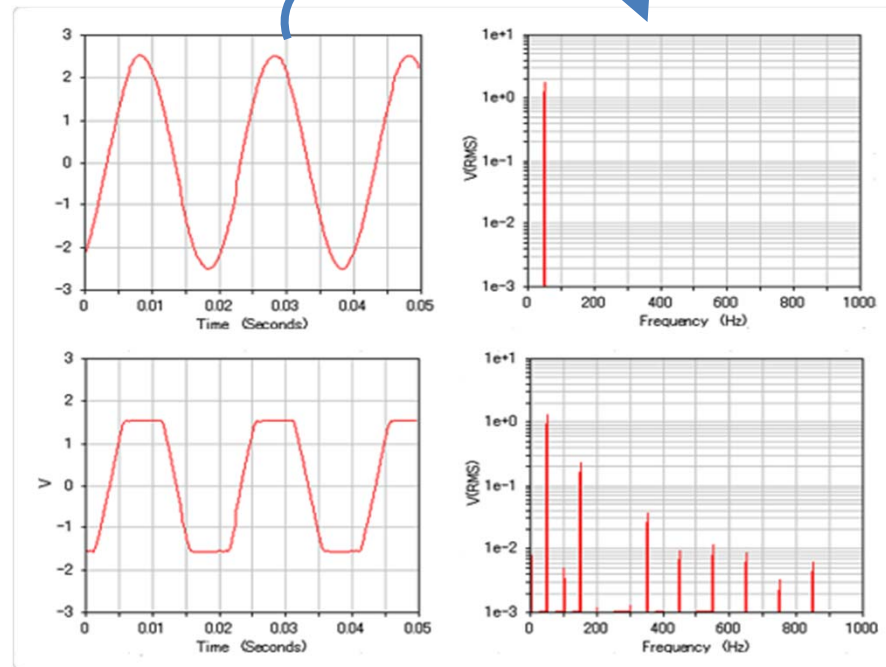 3
2
1
0
-1
-2
-3
0 0.01 0.02 0.03 0.04 0.05
Time (Seconds)
1e+1
1e+0
1e-1
1e-2
1e-3
V(RMS)
0 200 400 600 800 1000
Frequency (Hz)
3
2
1
0
-1
-2
-3
V
0 0.01 0.02 0.03 0.04 0.05
Time (Seconds)
1e+1
1e+0
1e-1
1e-2
1e-3
V(RMS)
0 200 400 600 800 1000
Frequency (Hz)